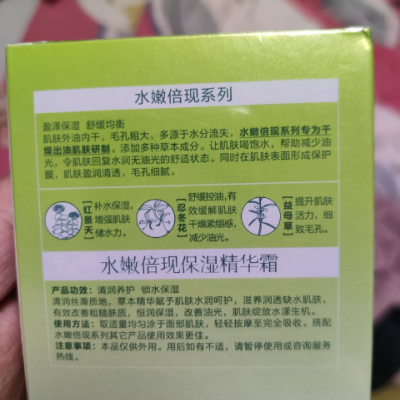 水嫩倍现系列
盈泽保湿 舒缓均衡
肌肤外油内干，毛孔粗大，多源于水分流失，水嫩倍现系列专为干
燥出油肌肤研制。添加多种草本成分。让肌肤喝饱水，帮助减少油
光，令肌肤回复水润无油光的舒适状态。同时在肌肤表面形成保护
膜，肌肤盈润清透，毛孔细腻。
红景天
补水保湿，
增强肌肤
储水力。
忍冬花
舒缓控油，有
效缓解肌肤
干燥紧绷感，
减少油光。
益母草
提升肌肤
活力，细
致毛孔。
水嫩倍现保湿精华霜
产品功效：清润养护 锁水保湿
清润丝滑质地，草本精华赋予肌肤水润呵护，滋养润透缺水肌肤，
有效改善粗糙肤质，恒润保湿，改善油光，肌肤绽放水漾生机。
使用方法：取适量均匀涂于面部肌肤，轻轻按摩至完全吸收。搭配
水嫩倍现系列其它产品使用效果更佳。
注意事项：本品仅供外用。用后如有不适，请暂停使用或咨询服务
热线。